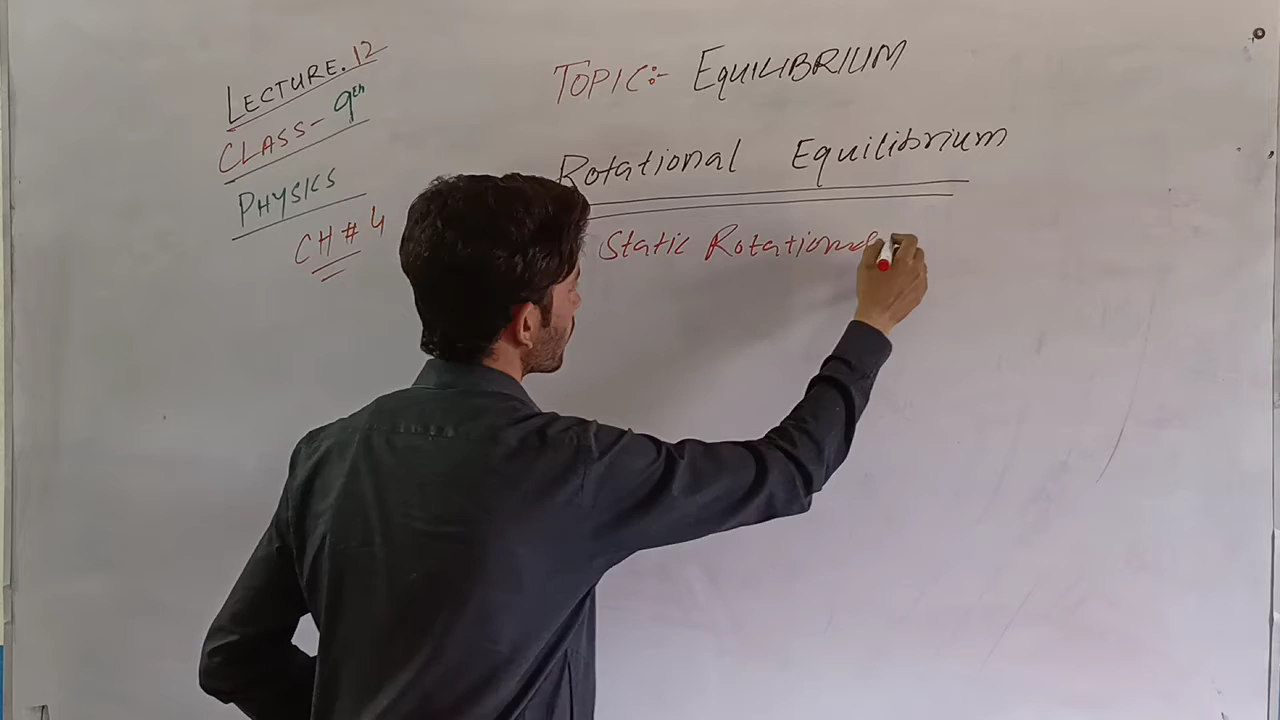 LECTURE. 12
CLASS- 9th
PHYSICS
CH # 4
TOPIC:- EQUILIBRIUM
Rotational Equilibrium
Static Rotational